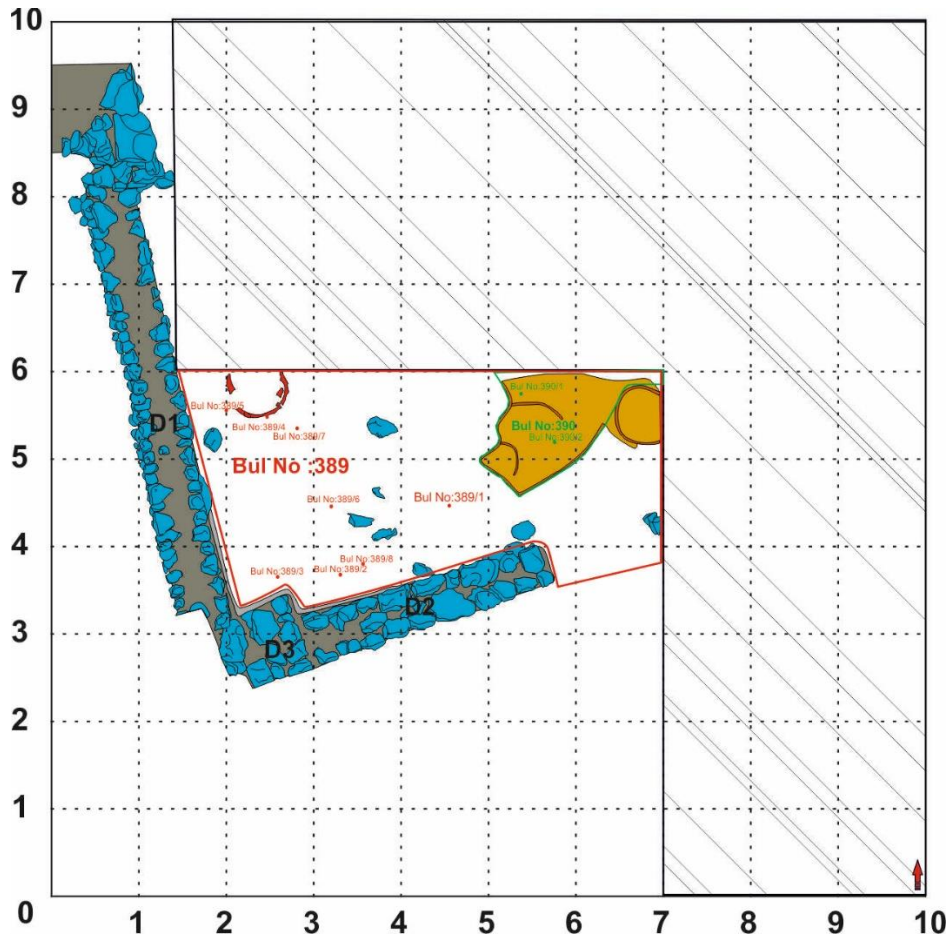 10
9
8
7
6
5
4
3
2
1
0
1
2
3
4
5
6
7
8
9
10
D1
D2
D3
Bul No:390/1
Bul No:390
Bul No:390/2
Bul No:389/5
Bul No:389/4
Bul No:389/7
Bul No :389
Bul No:389/6
Bul No:389/1
Bul No:389/8
Bul No:389/3
Bul No:389/2